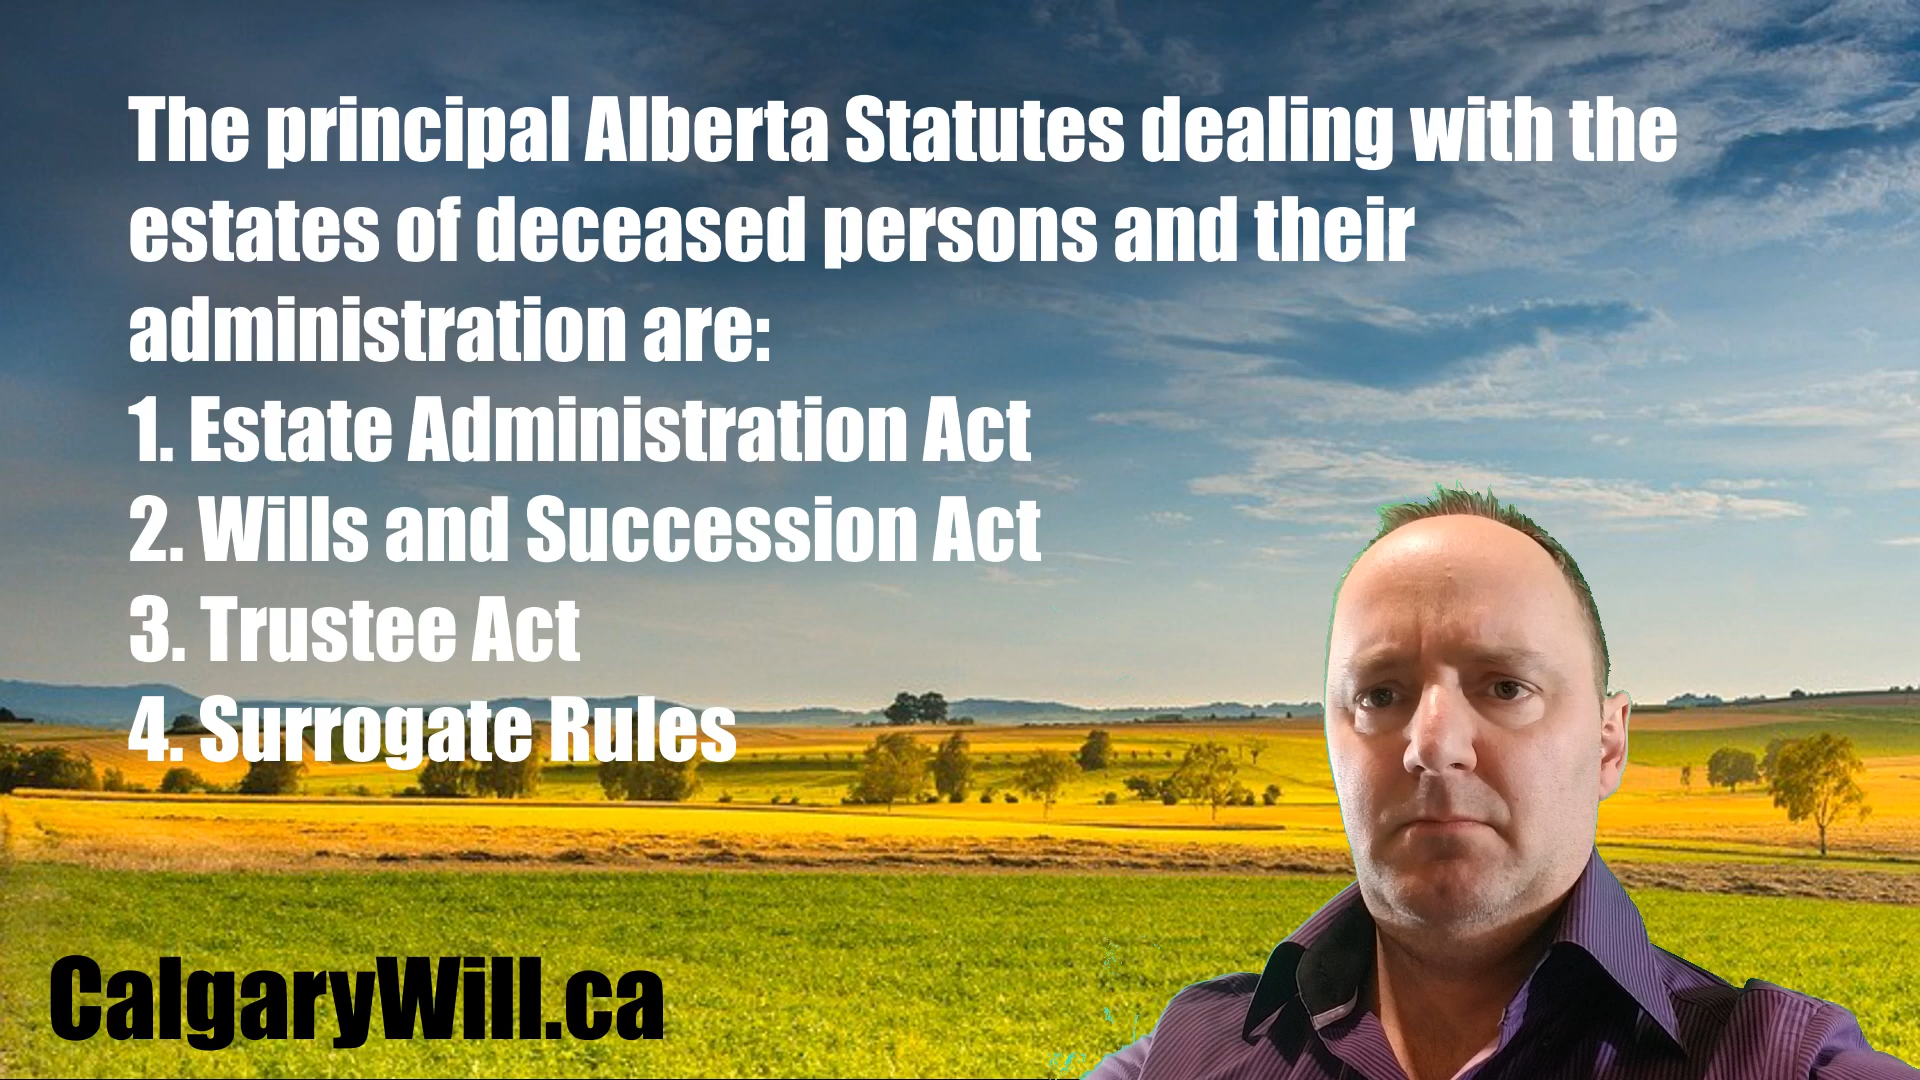 The principal Alberta Statutes dealing with the
estates of deceased persons and their
administration are:
1. Estate Administration Act
2. Wills and Succession Act
3. Trustee Act
4. Surrogate Rules
CalgaryWill.ca